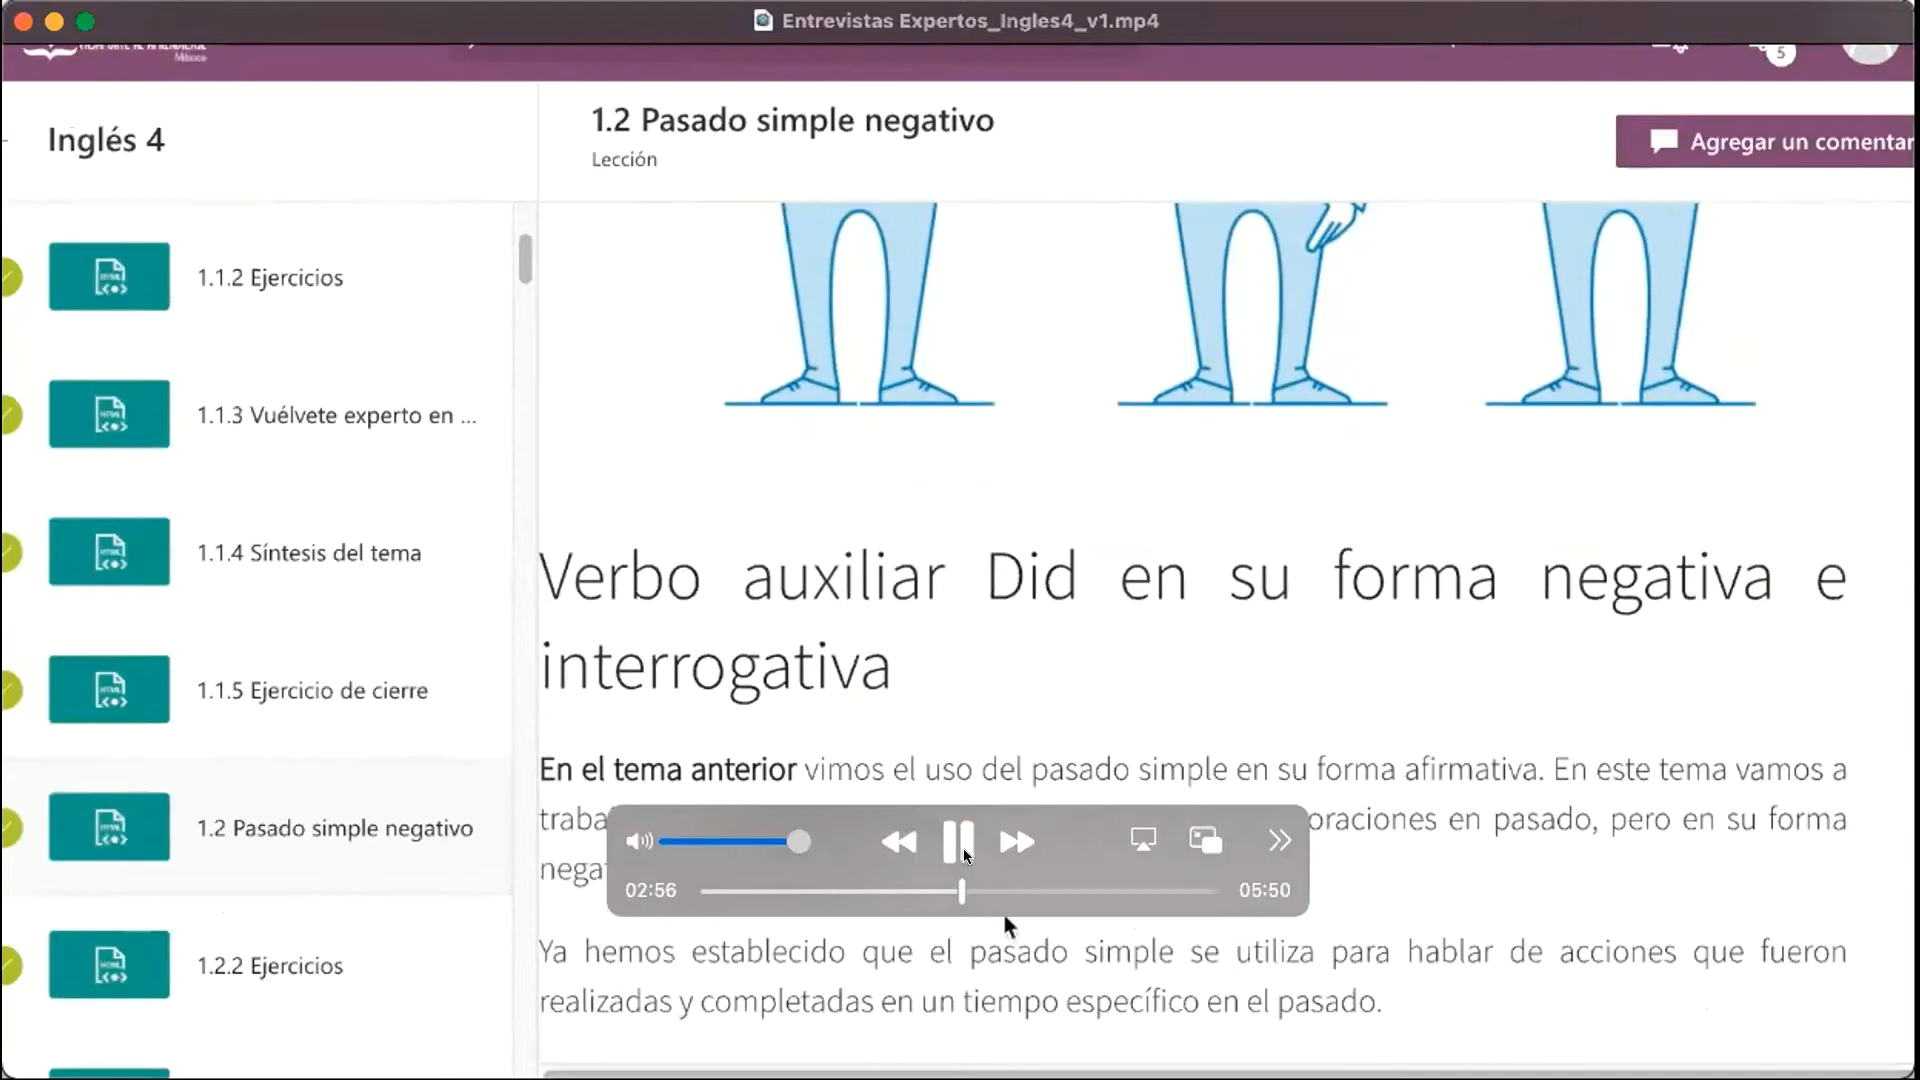 Entrevistas Expertos_Ingles4_v1.mp4
México
5
Inglés 4
1.2 Pasado simple negativo
Lección
Agregar un comentar
1.1.2 Ejercicios
1.1.3 Vuélvete experto en ...
1.1.4 Síntesis del tema
1.1.5 Ejercicio de cierre
1.2 Pasado simple negativo
1.2.2 Ejercicios
Verbo auxiliar Did en su forma negativa e
interrogativa
En el tema anterior vimos el uso del pasado simple en su forma afirmativa. En este tema vamos a
traba oraciones en pasado, pero en su forma
nega
02:56
05:50
Ya hemos establecido que el pasado simple se utiliza para hablar de acciones que fueron
realizadas y completadas en un tiempo específico en el pasado.